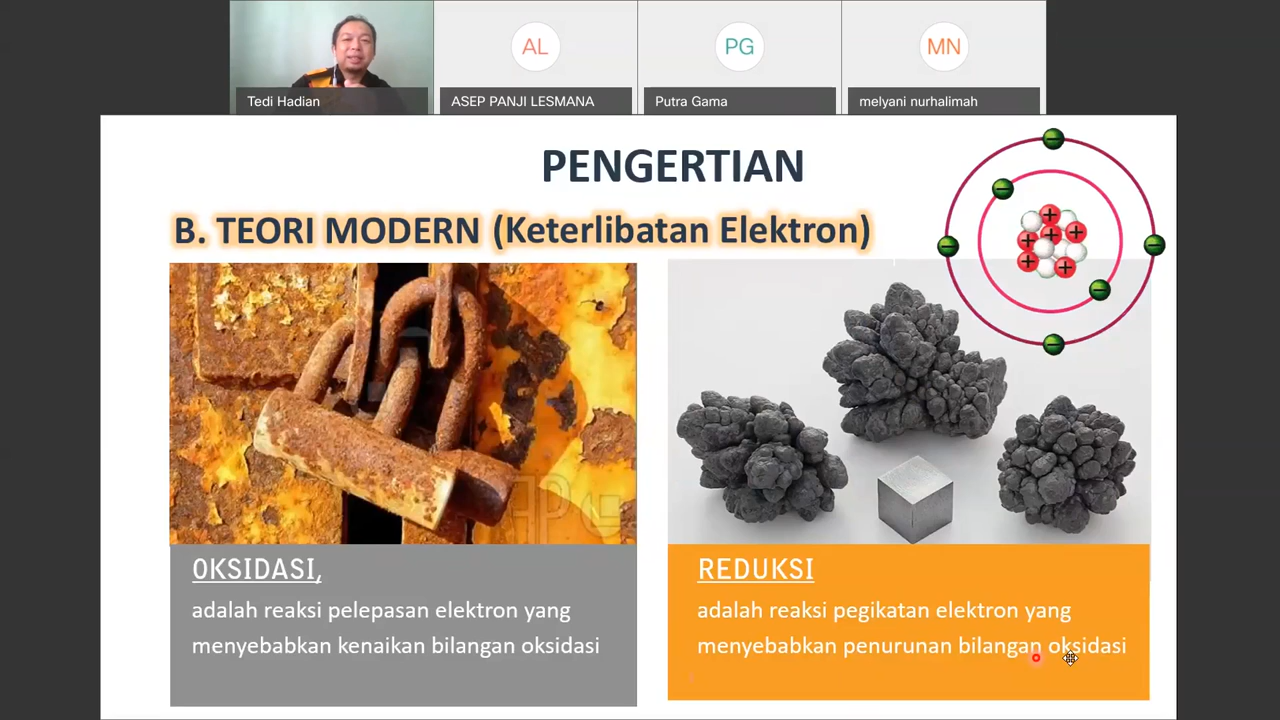 AL
PG
MN
Tedi Hadian
ASEP PANJI LESMANA
Putra Gama
melyani nurhalimah
PENGERTIAN
B. TEORI MODERN (Keterlibatan Elektron)
OKSIDASI,
adalah reaksi pelepasan elektron yang
menyebabkan kenaikan bilangan oksidasi
REDUKSI
adalah reaksi pegikatan elektron yang
menyebabkan penurunan bilangan oksidasi